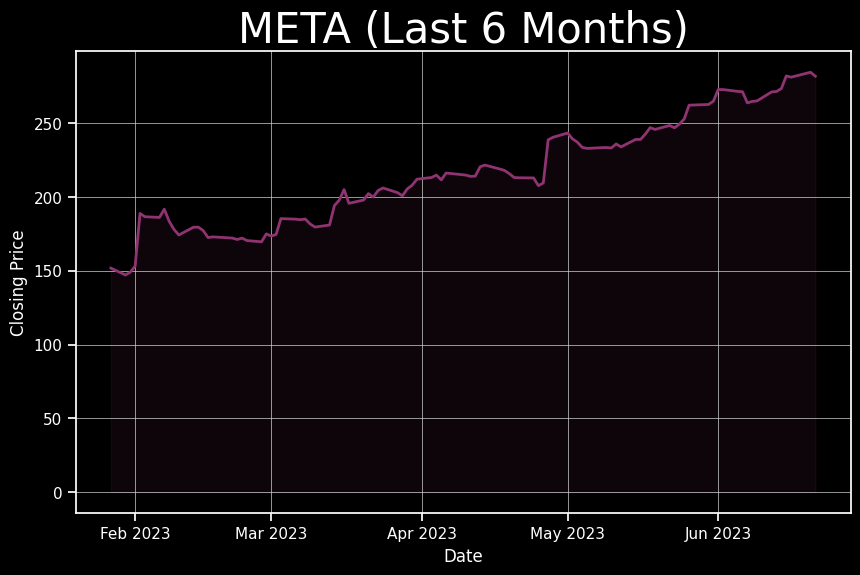 META (Last 6 Months)
Closing Price
250
200
150
100
50
0
Feb 2023
Mar 2023
Apr 2023
May 2023
Jun 2023
Date